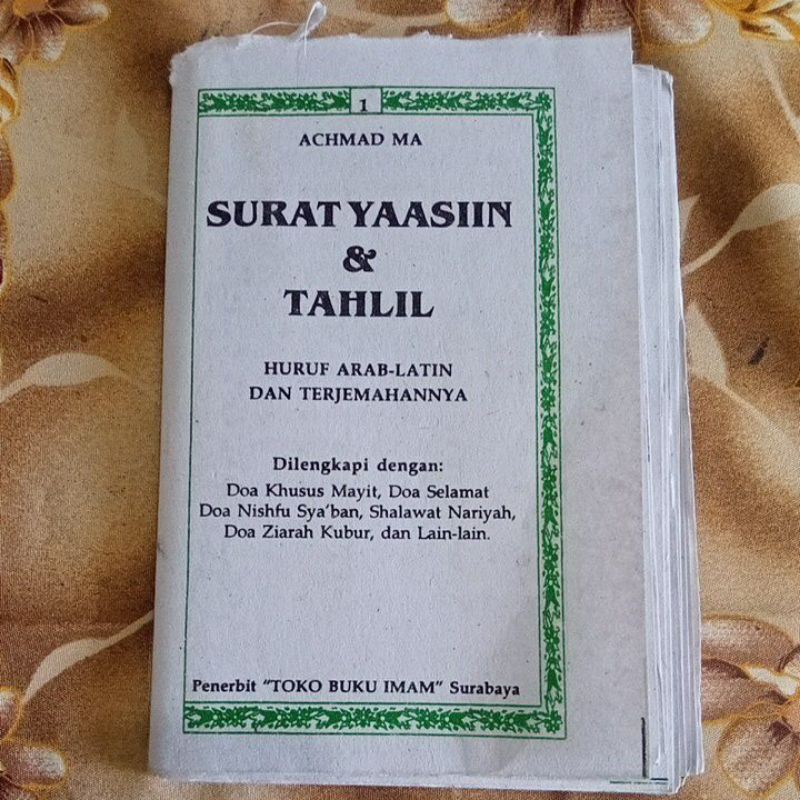 1
ACHMAD MA
SURAT YAASIIN
&
TAHLIL
HURUF ARAB-LATIN
DAN TERJEMAHANNYA
Dilengkapi dengan:
Doa Khusus Mayit, Doa Selamat
Doa Nishfu Sya'ban, Shalawat Nariyah,
Doa Ziarah Kubur, dan Lain-lain.
Penerbit "TOKO BUKU IMAM" Surabaya